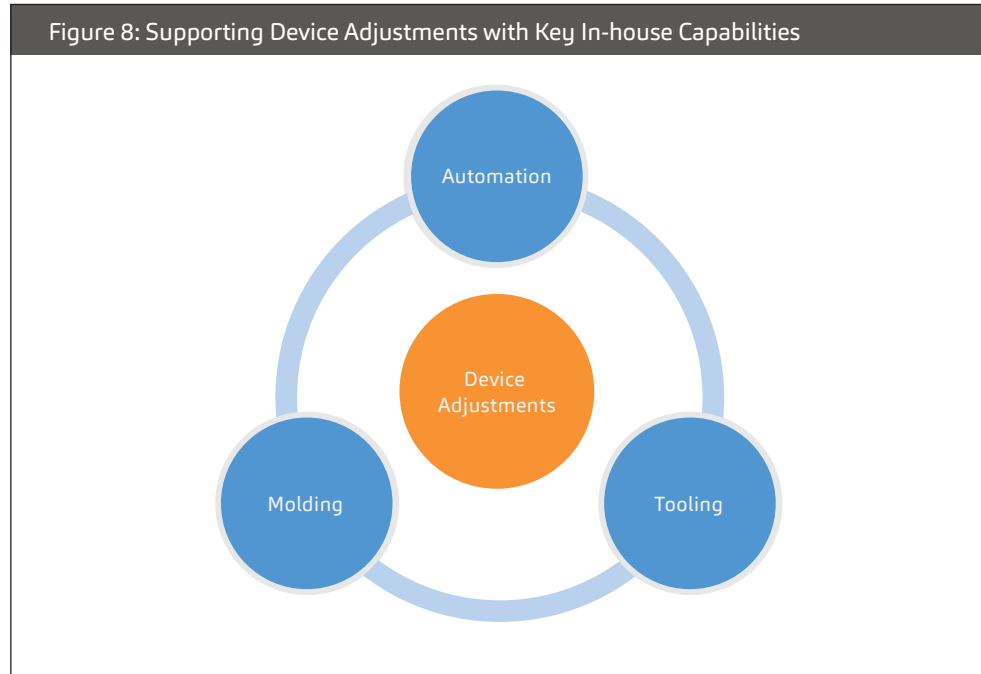 Figure 8: Supporting Device Adjustments with Key In-house Capabilities
Automation
Device
Adjustments
Molding
Tooling